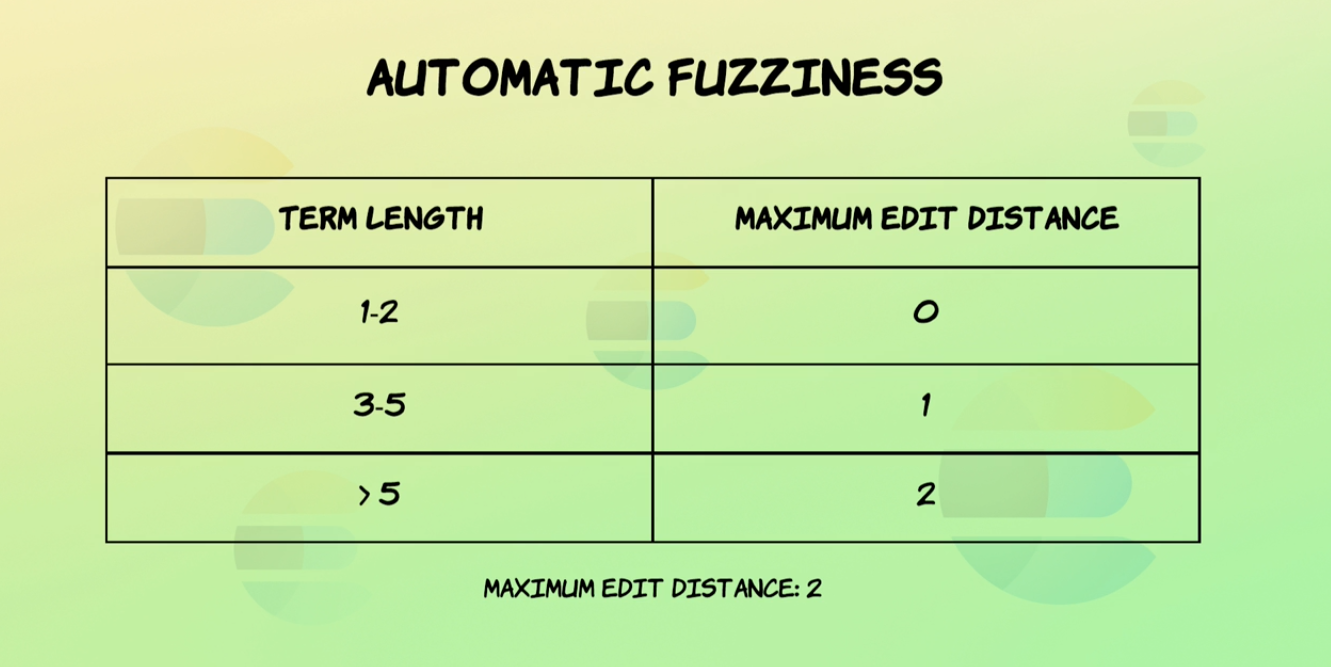 AUTOMATIC FUZZINESS
TERM LENGTH MAXIMUM EDIT DISTANCE
1-2 0
3-5 1
> 5 2
MAXIMUM EDIT DISTANCE: 2